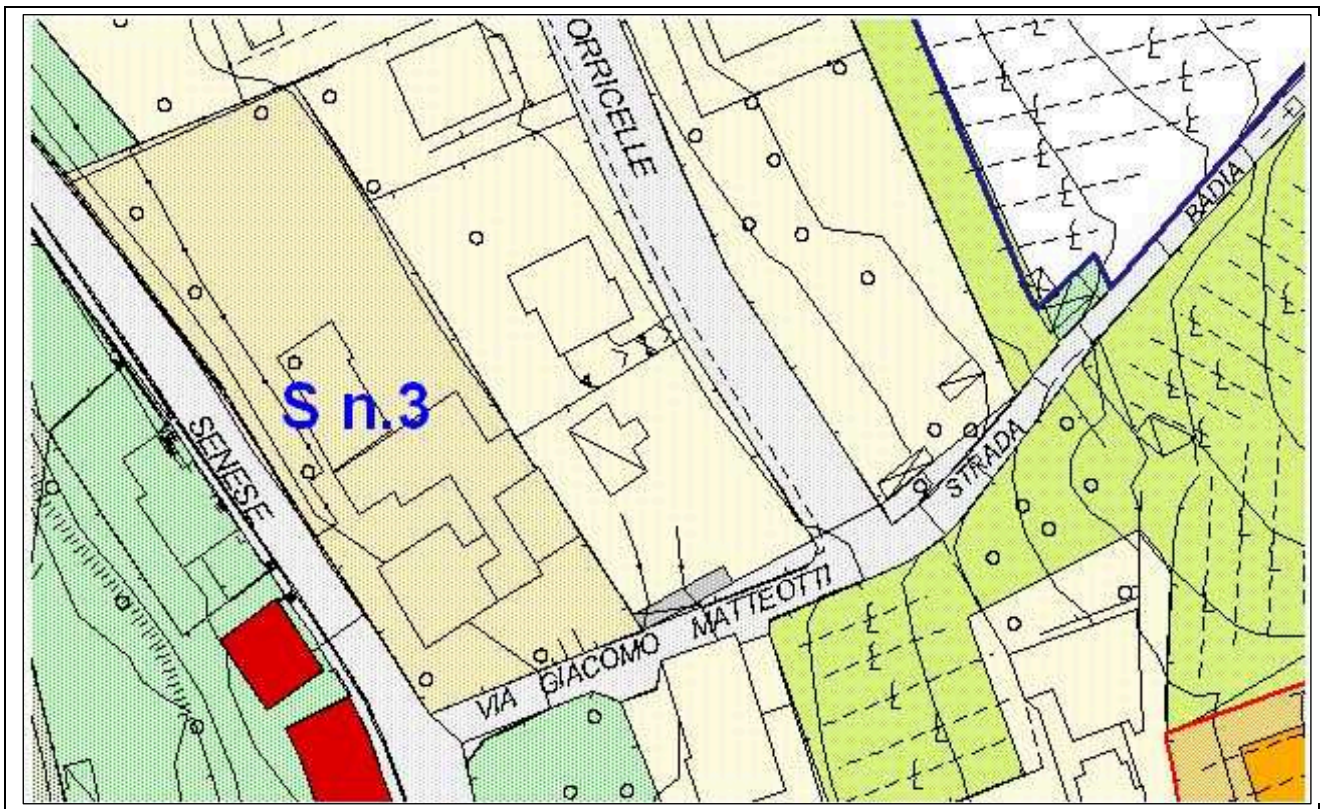 ORRICELLE
BADIA
S n.3
SENESE
STRADA
VIA GIACOMO MATTEOTTI